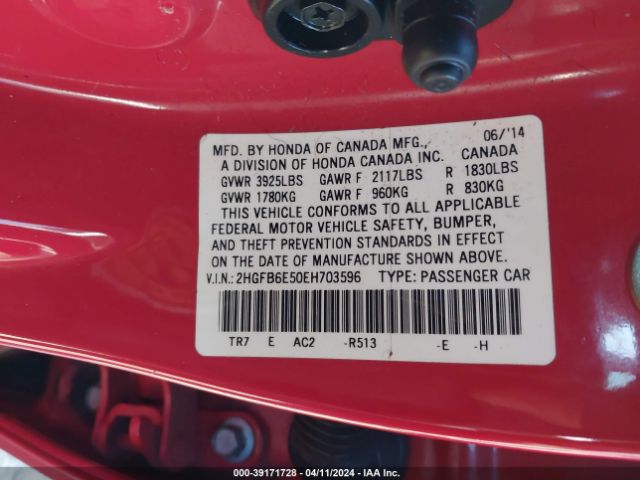 MFD. BY HONDA OF CANADA MFG., 06/'14
A DIVISION OF HONDA CANADA INC. CANADA
GVWR 3925LBS GAWR F 2117LBS R 1830LBS
GVWR 1780KG GAWR F 960KG R 830KG
THIS VEHICLE CONFORMS TO ALL APPLICABLE
FEDERAL MOTOR VEHICLE SAFETY, BUMPER,
AND THEFT PREVENTION STANDARDS IN EFFECT
ON THE DATE OF MANUFACTURE SHOWN ABOVE.
V.I.N.: 2HGFB6E50EH703596 TYPE: PASSENGER CAR
TR7 E AC2 -R513 -E -H
000-39171728 - 04/11/2024 - IAA Inc.